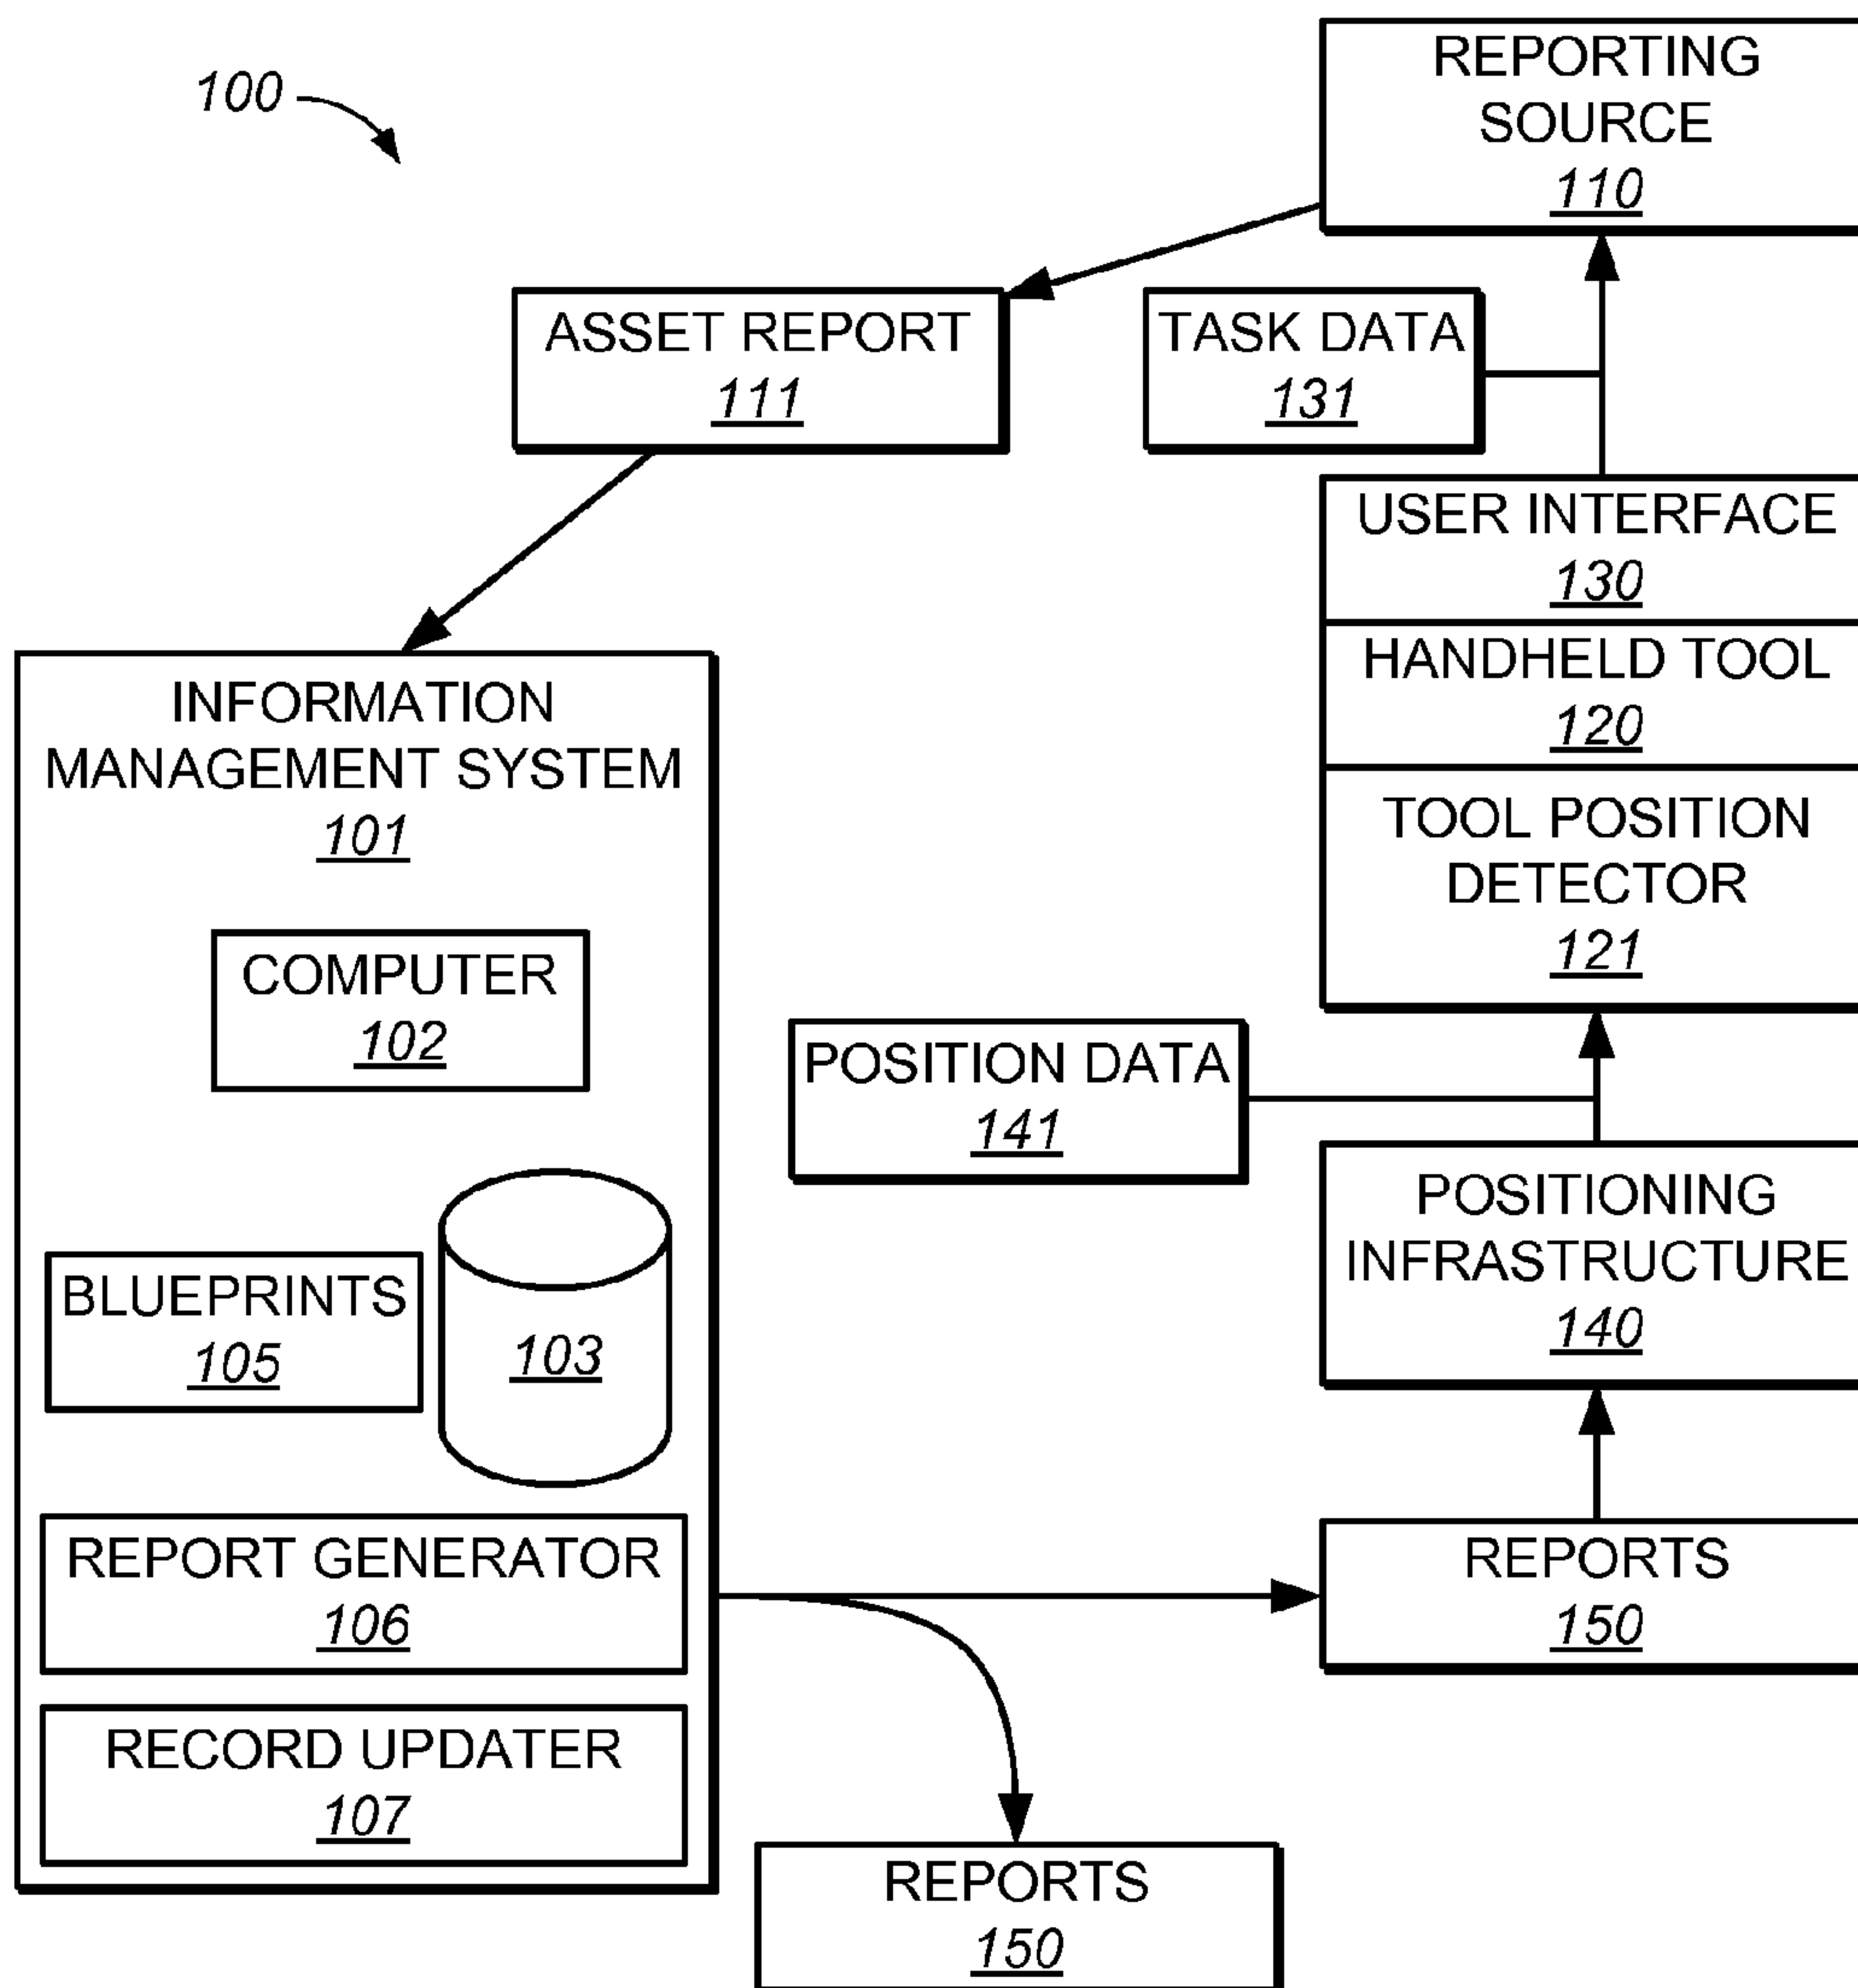 100
REPORTING
SOURCE
110
ASSET REPORT
111
TASK DATA
131
USER INTERFACE
130
HANDHELD TOOL
120
TOOL POSITION
DETECTOR
121
INFORMATION
MANAGEMENT SYSTEM
101
COMPUTER
102
POSITION DATA
141
POSITIONING
INFRASTRUCTURE
140
BLUEPRINTS
105
103
REPORT GENERATOR
106
REPORTS
150
RECORD UPDATER
107
REPORTS
150